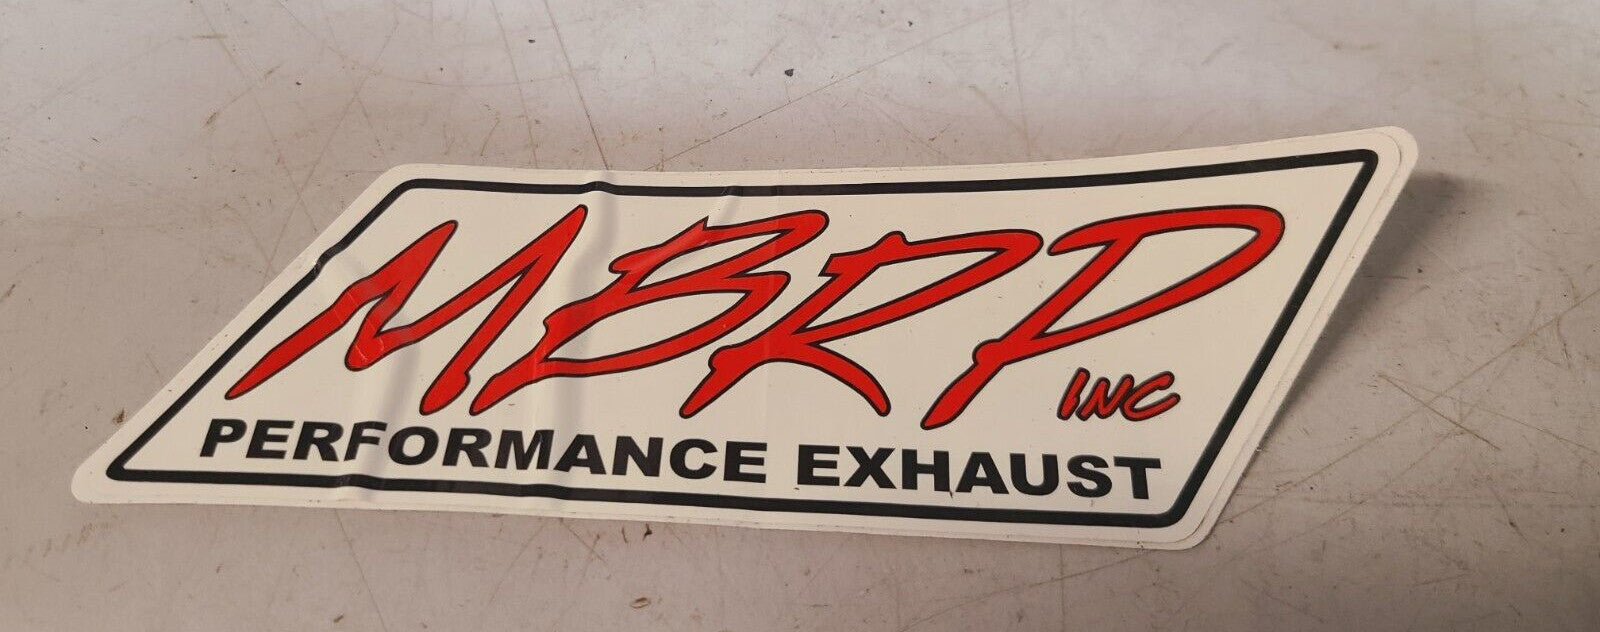 MBRP INC
PERFORMANCE EXHAUST